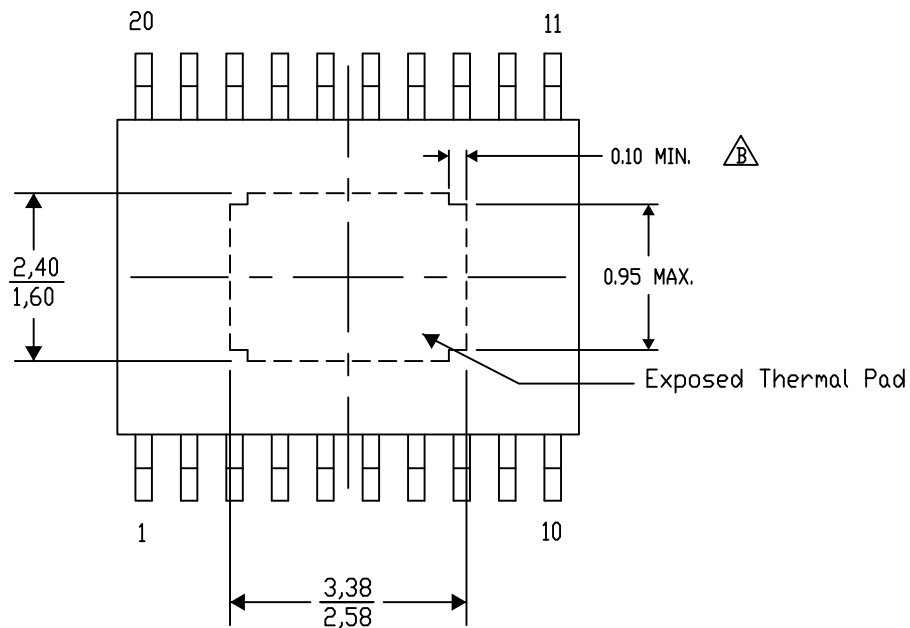 20
11
0.10 MIN.
B
2,40
1,60
0.95 MAX.
Exposed Thermal Pad
1
10
3,38
2,58